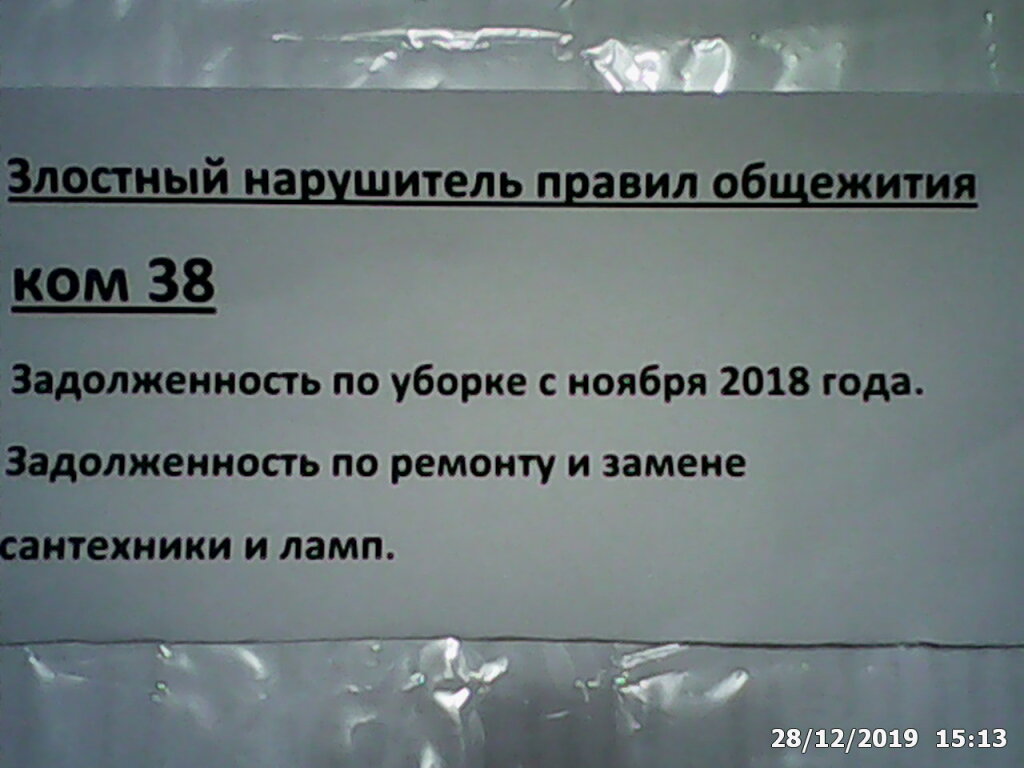 Злостный нарушитель правил общежития
ком 38
Задолженность по уборке с ноября 2018 года.
Задолженность по ремонту и замене
сантехники и ламп.
28/12/2019 15:13